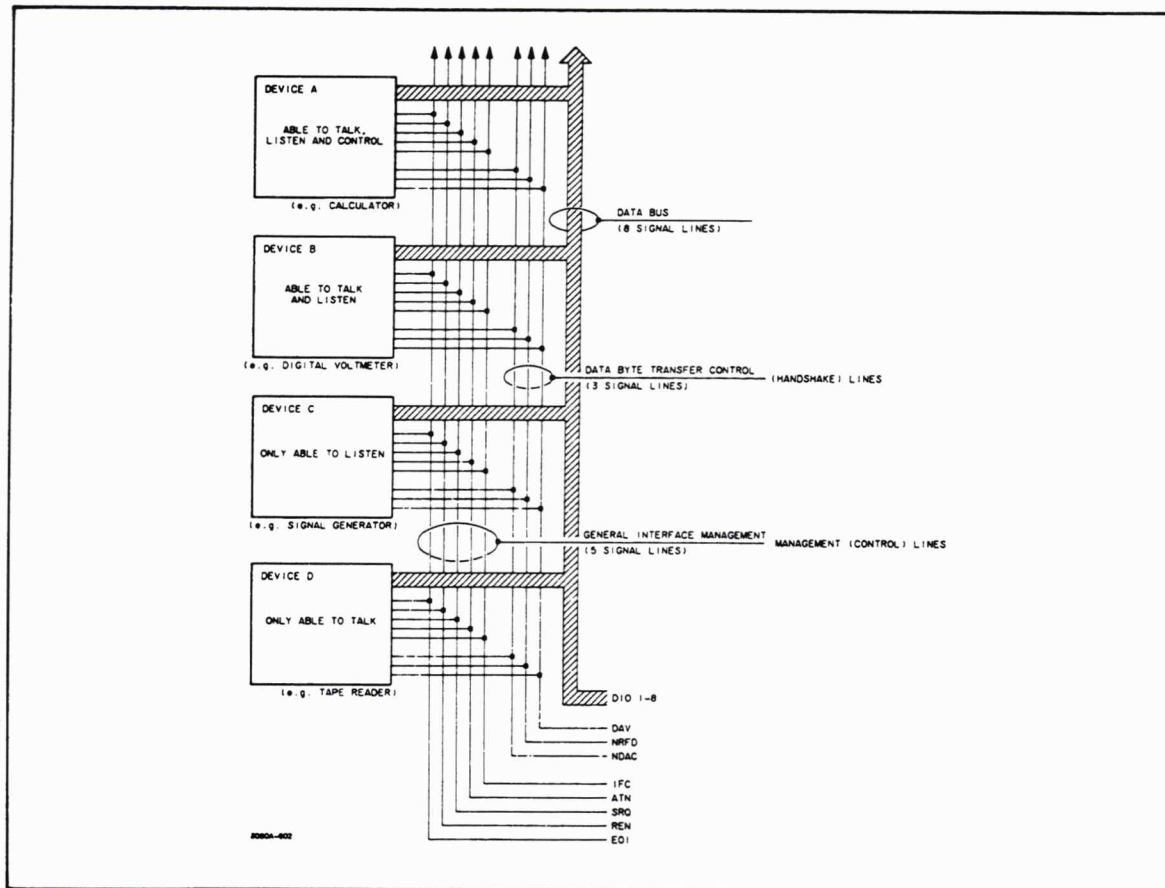 DEVICE A
ABLE TO TALK,
LISTEN AND CONTROL
(e.g. CALCULATOR)
DATA BUS
(8 SIGNAL LINES)
DEVICE B
ABLE TO TALK
AND LISTEN
(e.g. DIGITAL VOLTMETER)
DATA BYTE TRANSFER CONTROL
(3 SIGNAL LINES)
(HANDSHAKE) LINES
DEVICE C
ONLY ABLE TO LISTEN
(e.g. SIGNAL GENERATOR)
GENERAL INTERFACE MANAGEMENT
(5 SIGNAL LINES)
MANAGEMENT (CONTROL) LINES
DEVICE D
ONLY ABLE TO TALK
(e.g. TAPE READER)
DIO 1-8
DAV
NRFD
NDAC
IFC
ATN
SRQ
REN
EOI